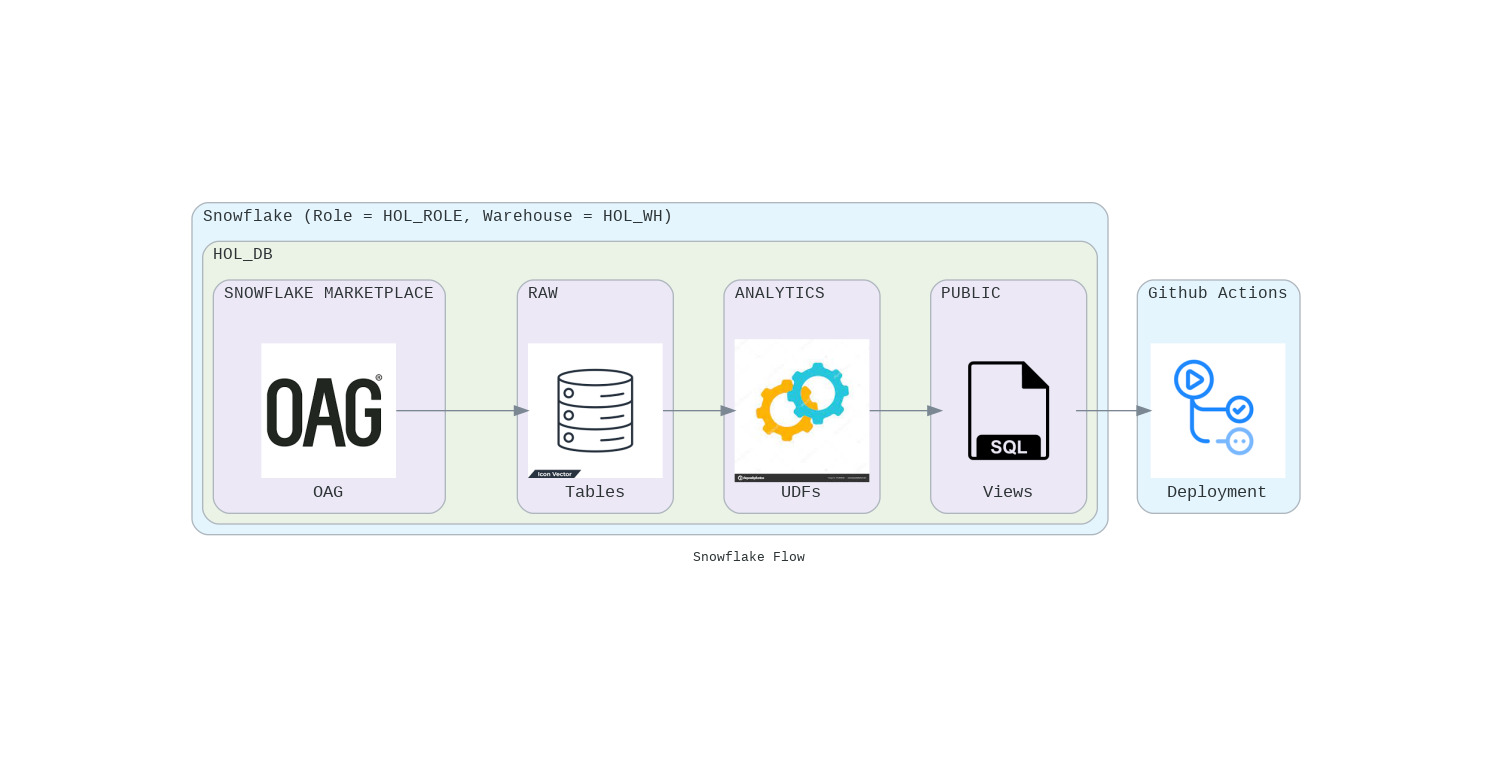 Snowflake (Role = HOL_ROLE, Warehouse = HOL_WH)
HOL_DB
SNOWFLAKE MARKETPLACE
RAW
ANALYTICS
PUBLIC
Github Actions
OAG®
SQL
Icon Vector
OAG
Tables
UDFs
Views
Deployment
Snowflake Flow